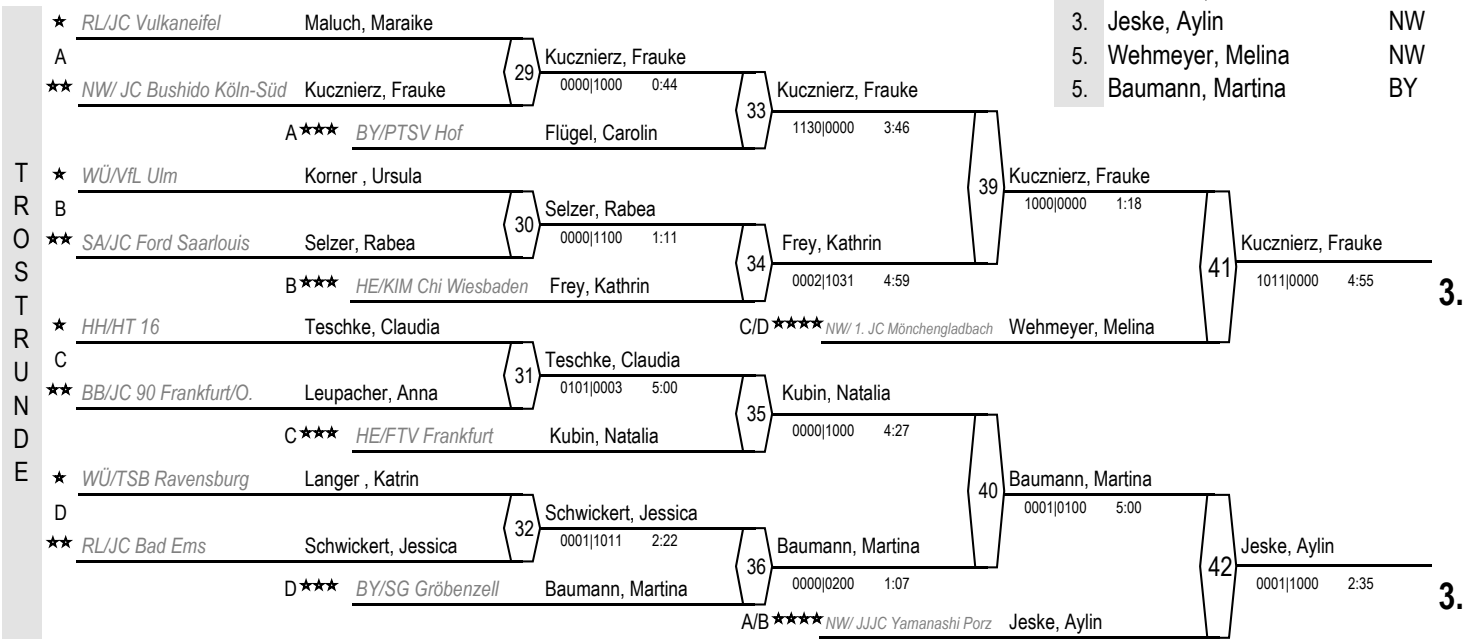 ★ RL/JC Vulkaneifel Maluch, Maraike
3. Jeske, Aylin NW
A
29 Kucznierz, Frauke
5. Wehmeyer, Melina NW
★★ NW/ JC Bushido Köln-Süd Kucznierz, Frauke
0000|1000 0:44
33 Kucznierz, Frauke
5. Baumann, Martina BY
A★★★ BY/PTSV Hof Flügel, Carolin
1130|0000 3:46
TROSTRUNDE
★ WÜ/VfL Ulm Korner , Ursula
39 Kucznierz, Frauke
1000|0000 1:18
B
30 Selzer, Rabea
0000|1100 1:11
★★ SA/JC Ford Saarlouis Selzer, Rabea
34 Frey, Kathrin
0002|1031 4:59
41 Kucznierz, Frauke
1011|0000 4:55
3.
B★★★ HE/KIM Chi Wiesbaden Frey, Kathrin
★ HH/HT 16 Teschke, Claudia
C/D★★★★ NW/ 1. JC Mönchengladbach Wehmeyer, Melina
C
31 Teschke, Claudia
0101|0003 5:00
★★ BB/JC 90 Frankfurt/O. Leupacher, Anna
35 Kubin, Natalia
0000|1000 4:27
C★★★ HE/FTV Frankfurt Kubin, Natalia
★ WÜ/TSB Ravensburg Langer , Katrin
40 Baumann, Martina
0001|0100 5:00
D
32 Schwickert, Jessica
0001|1011 2:22
★★ RL/JC Bad Ems Schwickert, Jessica
36 Baumann, Martina
0000|0200 1:07
42 Jeske, Aylin
0001|1000 2:35
3.
D★★★ BY/SG Gröbenzell Baumann, Martina
A/B★★★★ NW/ JJJC Yamanashi Porz Jeske, Aylin